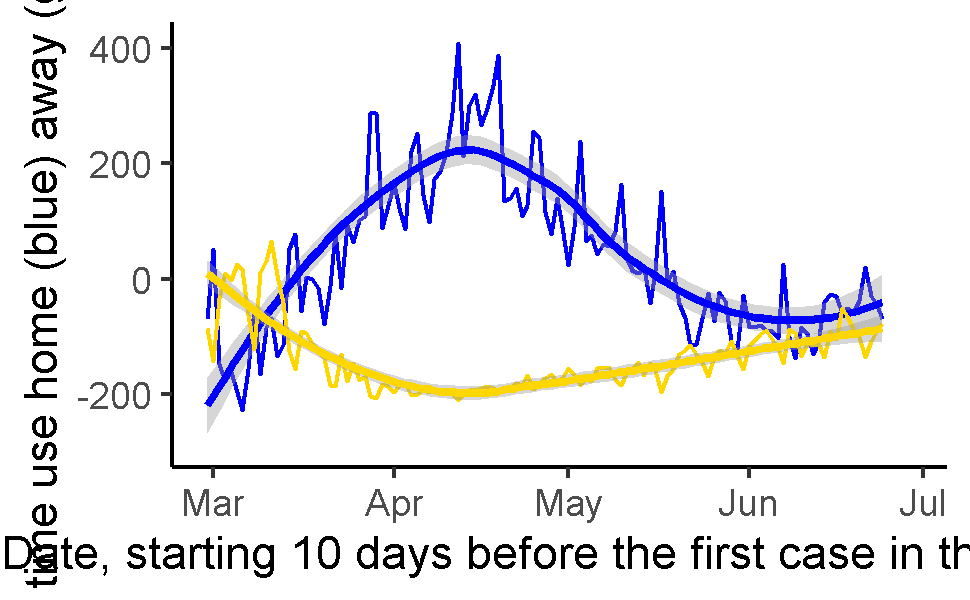 time use home (blue) away (
400
200
0
-200
Mar Apr May Jun Jul
Date, starting 10 days before the first case in th